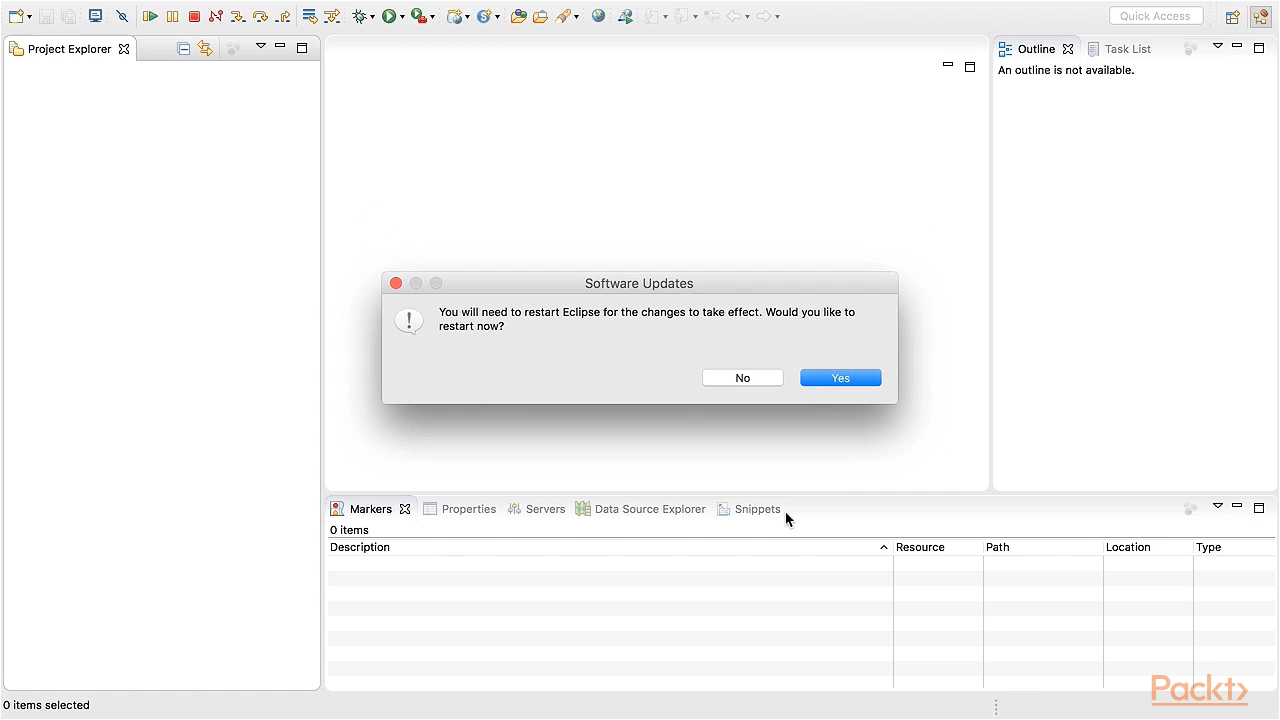 Quick Access
Project Explorer
Outline
Task List
An outline is not available.
Software Updates
You will need to restart Eclipse for the changes to take effect. Would you like to
restart now?
No
Yes
Markers
Properties
Servers
Data Source Explorer
Snippets
0 items
Description
Resource
Path
Location
Type
0 items selected
Packt>